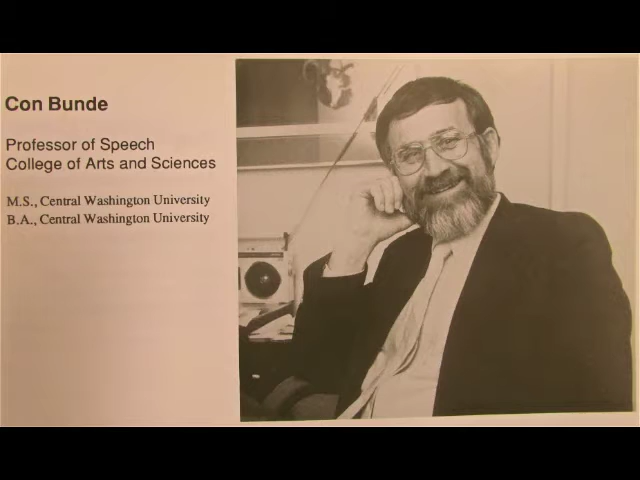 Con Bunde
Professor of Speech
College of Arts and Sciences
M.S., Central Washington University
B.A., Central Washington University